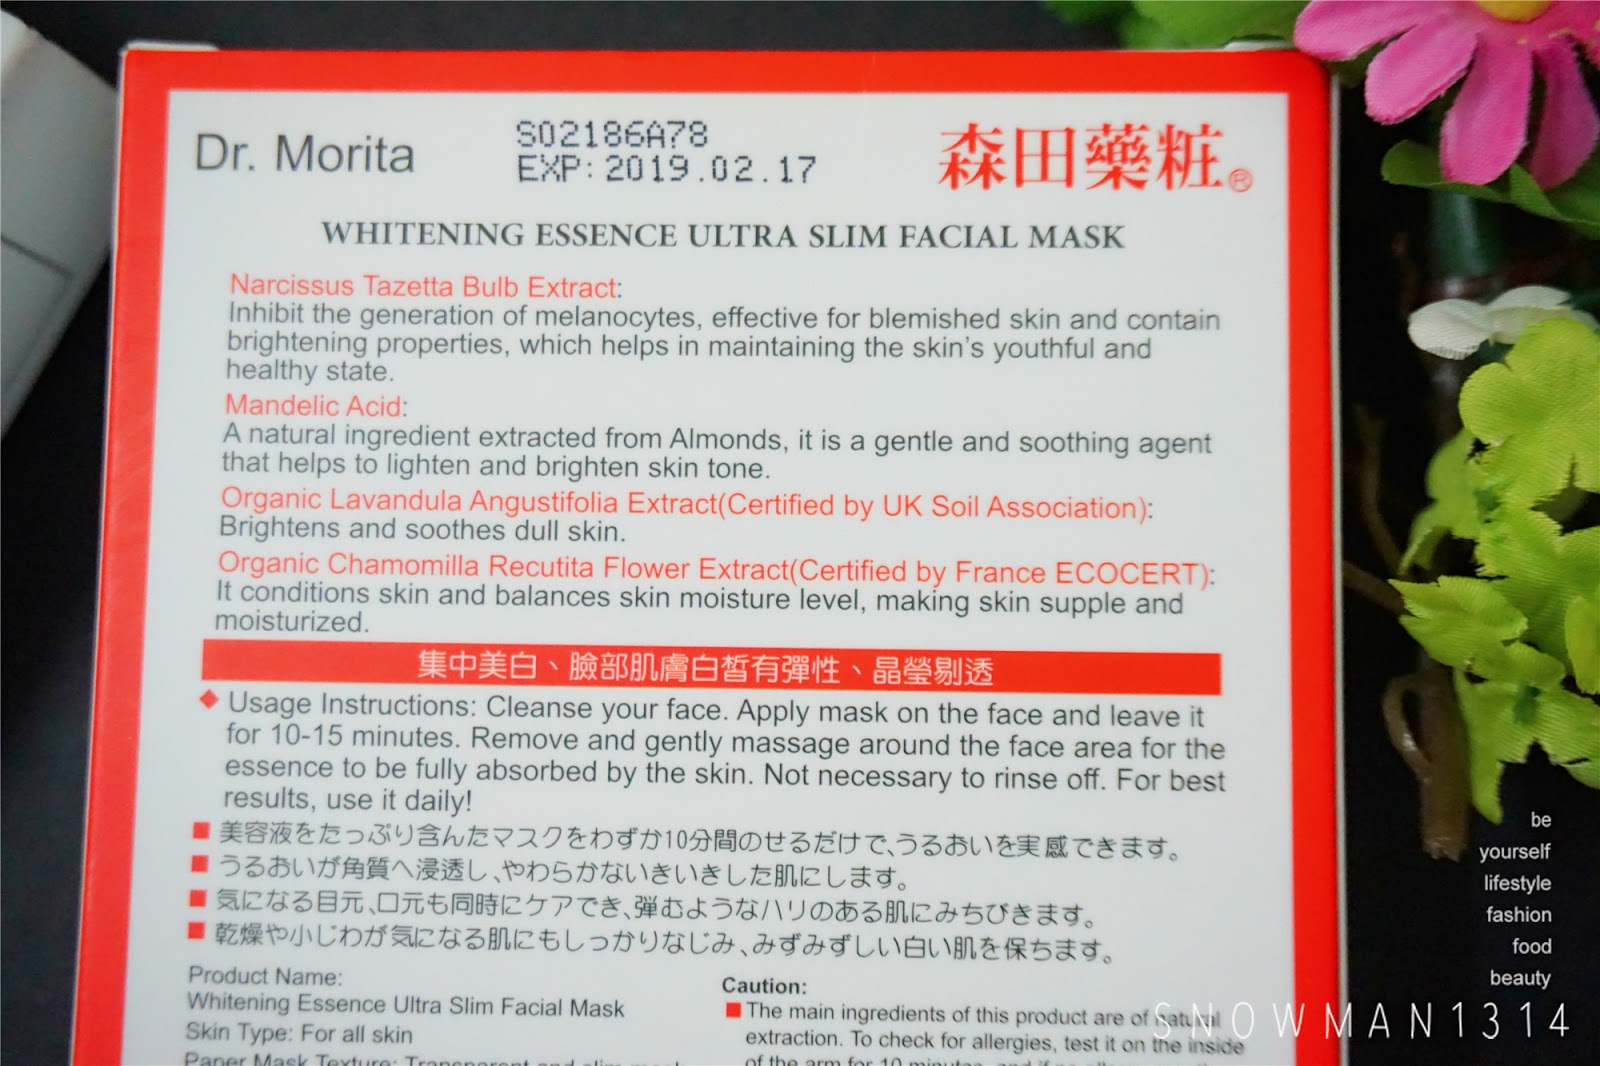 Dr. Morita
S02186A78
EXP: 2019.02.17
森田藥粧®
WHITENING ESSENCE ULTRA SLIM FACIAL MASK
Narcissus Tazetta Bulb Extract:
Inhibit the generation of melanocytes, effective for blemished skin and contain
brightening properties, which helps in maintaining the skin's youthful and
healthy state.
Mandelic Acid:
A natural ingredient extracted from Almonds, it is a gentle and soothing agent
that helps to lighten and brighten skin tone.
Organic Lavandula Angustifolia Extract(Certified by UK Soil Association):
Brightens and soothes dull skin.
Organic Chamomilla Recutita Flower Extract(Certified by France ECOCERT):
It conditions skin and balances skin moisture level, making skin supple and
moisturized.
集中美白、臉部肌膚白皙有彈性、晶瑩剔透
Usage Instructions: Cleanse your face. Apply mask on the face and leave it
for 10-15 minutes. Remove and gently massage around the face area for the
essence to be fully absorbed by the skin. Not necessary to rinse off. For best
results, use it daily!
美容液をたっぷり含んたマスクをわずか10分間のせるだけで、うるおいを実感できます。
うるおいが角質へ浸透し、やわらかないきいきした肌にします。
気になる目元、口元も同時にケアでき、弾むようなハリのある肌にみちびきます。
乾燥や小じわが気になる肌にもしっかりなじみ、みずみずしい白い肌を保ちます。
Product Name:
Whitening Essence Ultra Slim Facial Mask
Skin Type: For all skin
Paper Mask Texture: Transparent and slim mask
Caution:
The main ingredients of this product are of natural
extraction. To check for allergies, test it on the inside
of the arm for 10 minutes, and if no
be
yourself
lifestyle
fashion
food
beauty
SNOWMAN1314